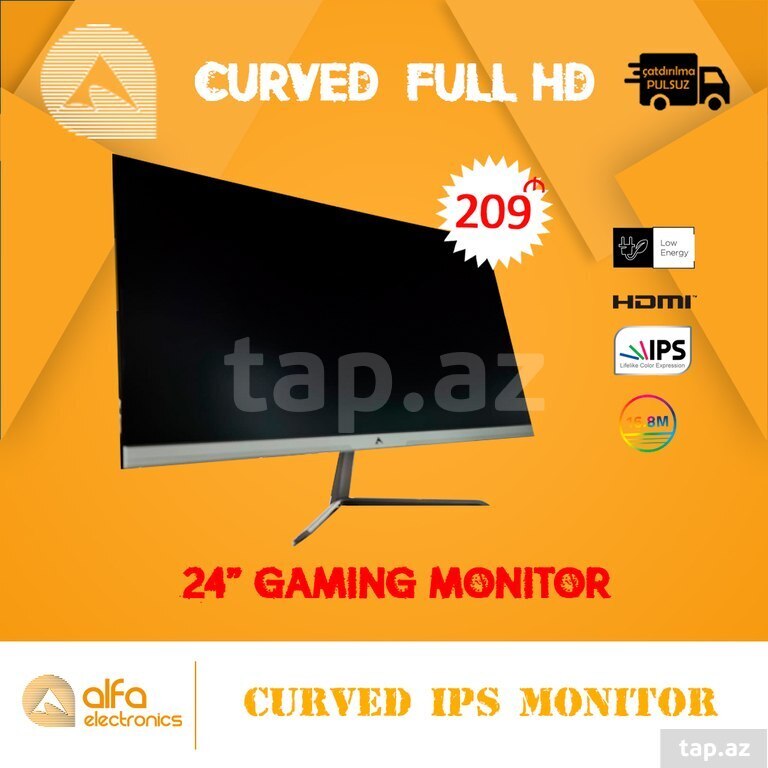 CURVED FULL HD
çatdırılma
PULSUZ
209₼
Low
Energy
HDMI™
IPS
Lifelike Color Expression
16.8M
tap.az
24” GAMING MONITOR
alfa
electronics
CURVED IPS MONITOR
tap.az